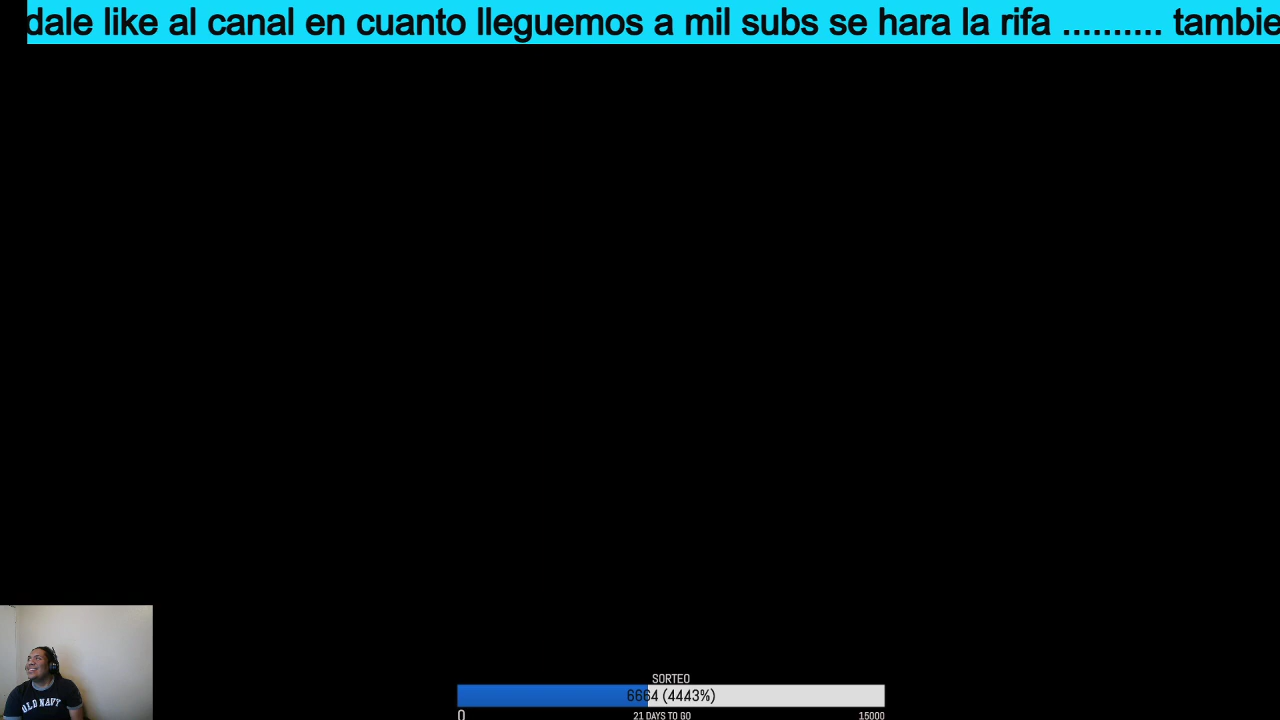 dale like al canal en cuanto lleguemos a mil subs se hara la rifa .......... tambie
OLD NAVY
SORTEO
6664 (4443%)
0 21 DAYS TO GO 15000